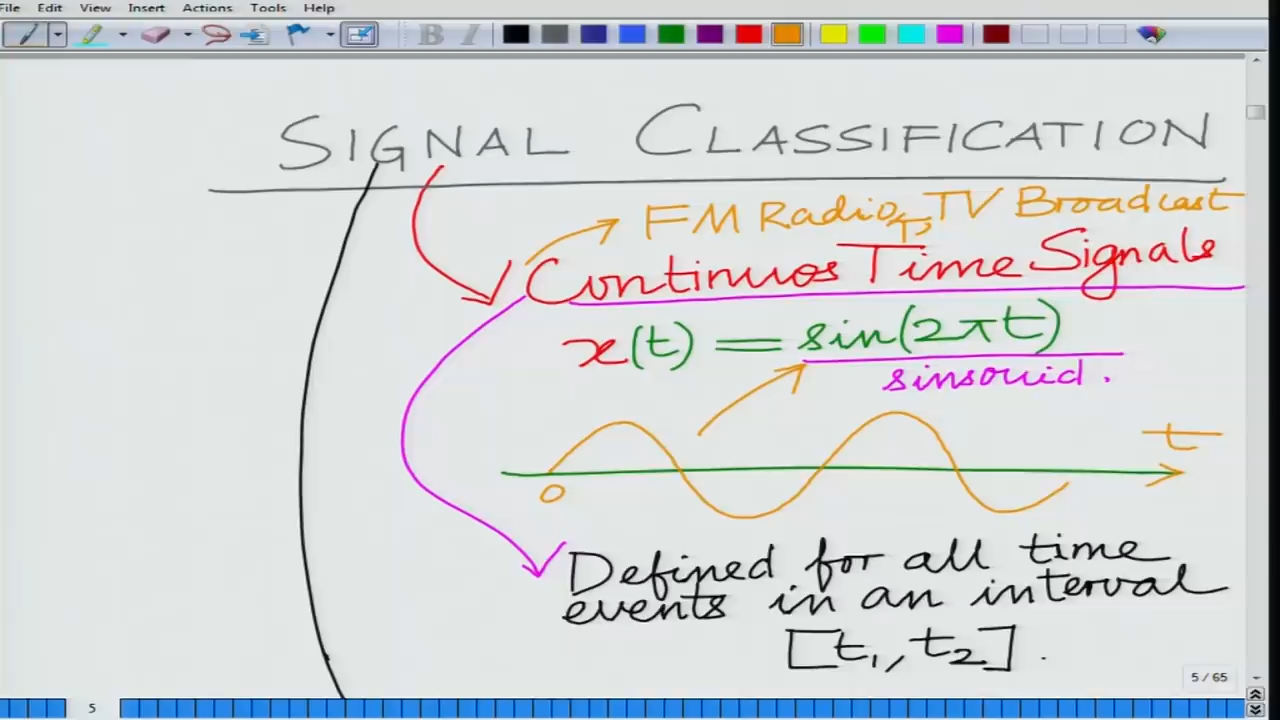 File Edit View Insert Actions Tools Help
SIGNAL CLASSIFICATION
FM Radio, TV Broadcast
Continuos Time Signals
x(t) = sin(2πt)
sinsouid.
t
0
Defined for all time
events in an interval
[t₁, t₂].
5 / 65
5